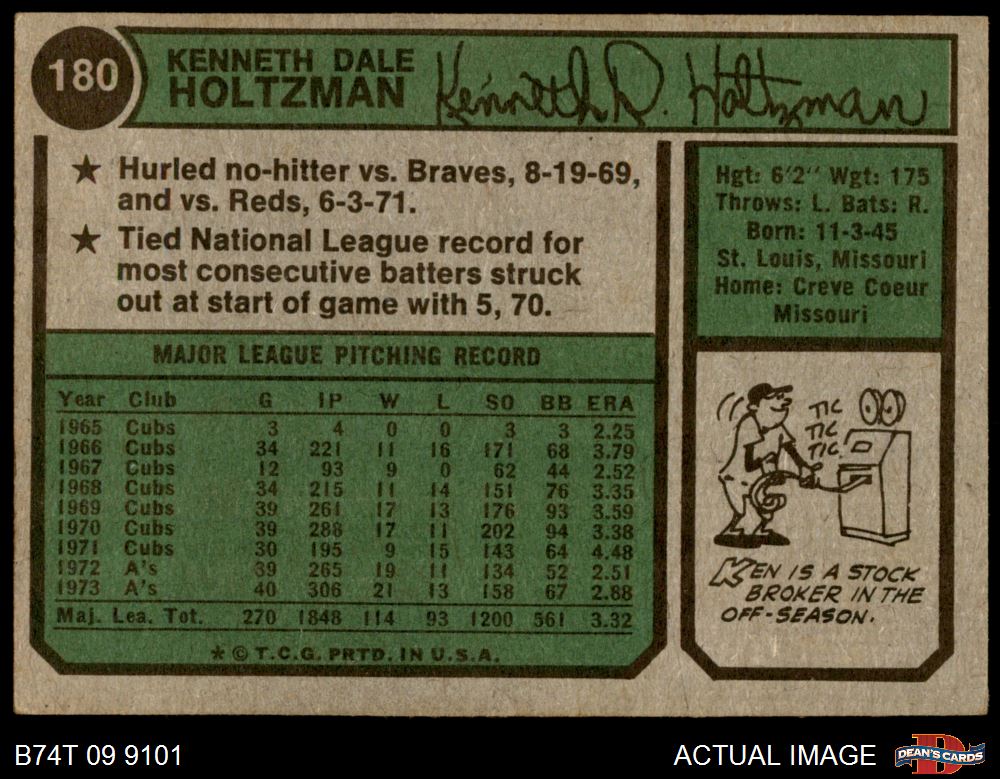 180
KENNETH DALE
HOLTZMAN
Kenneth D. Holtzman
★ Hurled no-hitter vs. Braves, 8-19-69,
and vs. Reds, 6-3-71.
★ Tied National League record for
most consecutive batters struck
out at start of game with 5, 70.
MAJOR LEAGUE PITCHING RECORD
Year Club G IP W L SO BB ERA
1965 Cubs 3 4 0 0 3 3 2.25
1966 Cubs 34 221 11 16 171 68 3.79
1967 Cubs 12 93 9 0 62 44 2.52
1968 Cubs 34 215 11 14 151 76 3.35
1969 Cubs 39 261 17 13 176 93 3.59
1970 Cubs 39 288 17 11 202 94 3.38
1971 Cubs 30 195 9 15 143 64 4.48
1972 A's 39 265 19 11 134 52 2.51
1973 A's 40 306 21 13 158 67 2.88
Maj. Lea. Tot. 270 1848 114 93 1200 561 3.32
* © T.C.G. PRTD. IN U.S.A.
Hgt: 6'2" Wgt: 175
Throws: L. Bats: R.
Born: 11-3-45
St. Louis, Missouri
Home: Creve Coeur
Missouri
TIC
TIC
TIC
KEN IS A STOCK
BROKER IN THE
OFF-SEASON.
B74T 09 9101
ACTUAL IMAGE
DEAN'S CARDS